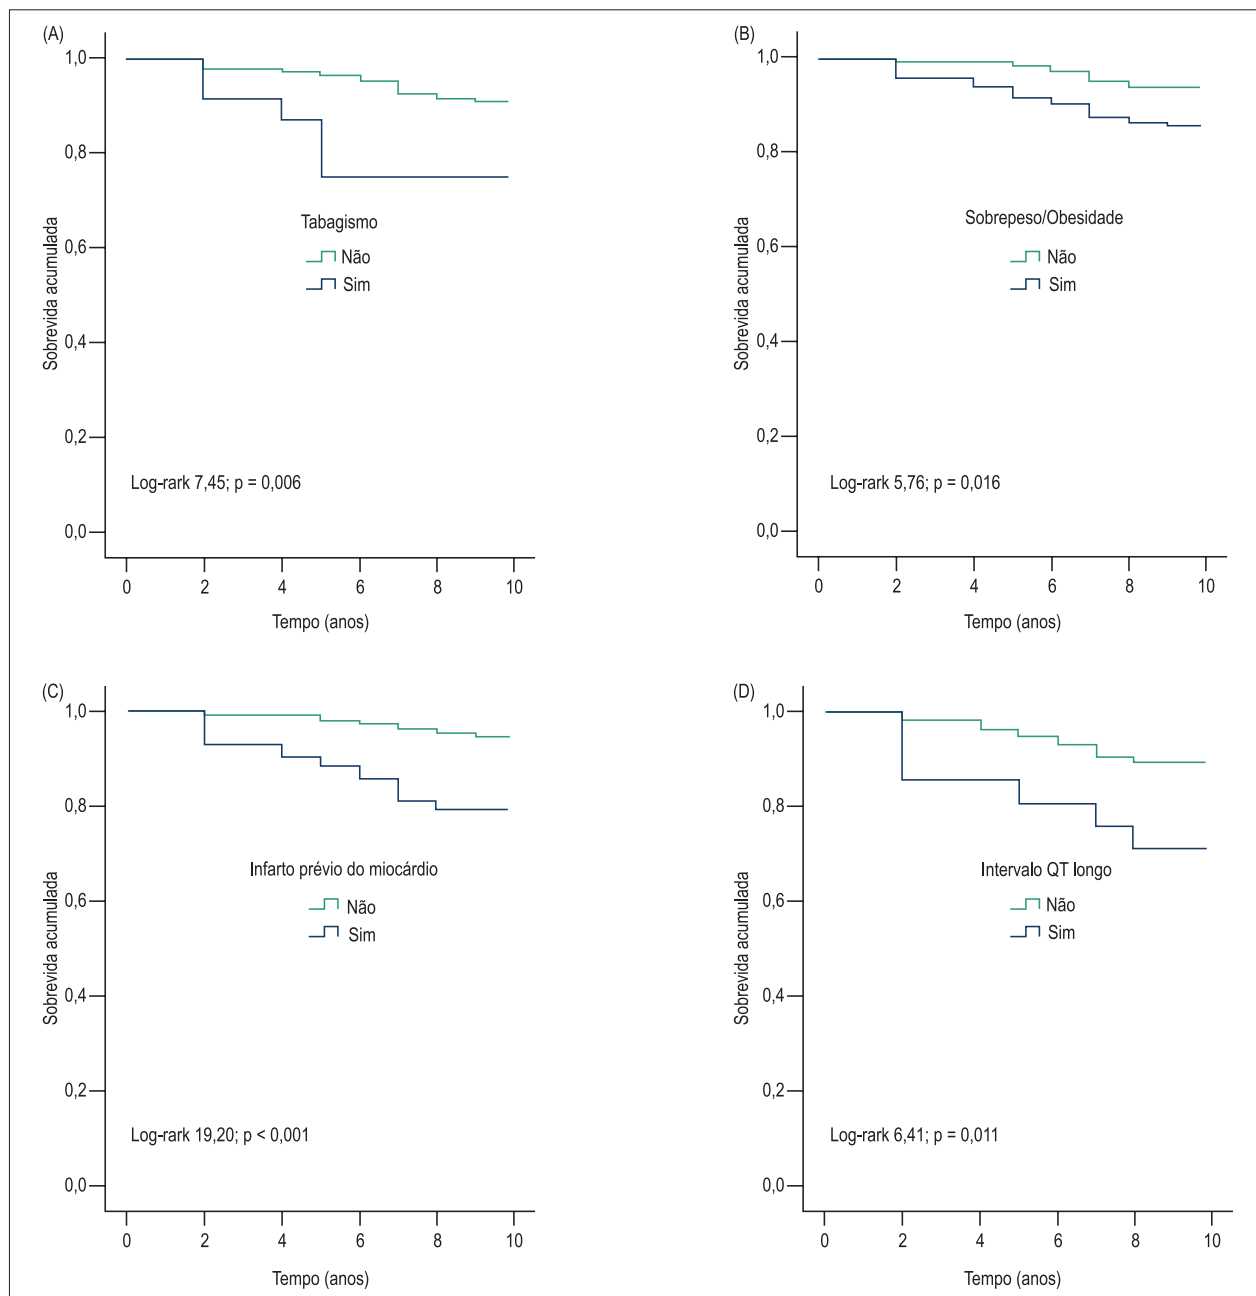 (A)
1,0
0,8
0,6
0,4
0,2
0,0
Sobrevida acumulada
Tabagismo
Não
Sim
Log-rark 7,45; p = 0,006
0 2 4 6 8 10
Tempo (anos)
(B)
1,0
0,8
0,6
0,4
0,2
0,0
Sobrevida acumulada
Sobrepeso/Obesidade
Não
Sim
Log-rark 5,76; p = 0,016
0 2 4 6 8 10
Tempo (anos)
(C)
1,0
0,8
0,6
0,4
0,2
0,0
Sobrevida acumulada
Infarto prévio do miocárdio
Não
Sim
Log-rark 19,20; p < 0,001
0 2 4 6 8 10
Tempo (anos)
(D)
1,0
0,8
0,6
0,4
0,2
0,0
Sobrevida acumulada
Intervalo QT longo
Não
Sim
Log-rark 6,41; p = 0,011
0 2 4 6 8 10
Tempo (anos)